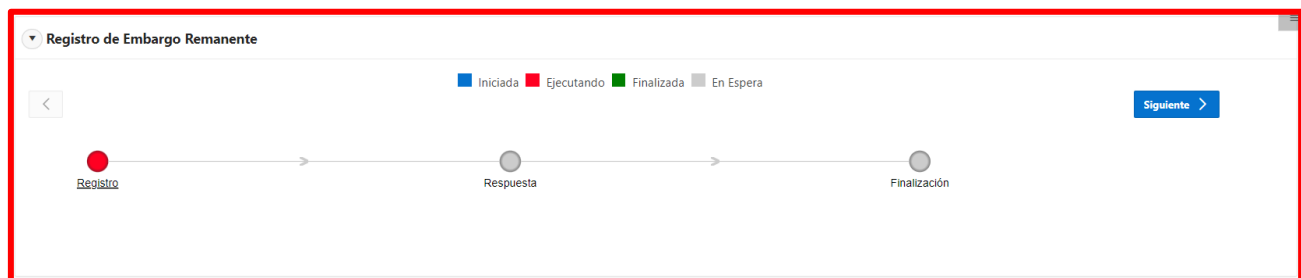 Registro de Embargo Remanente
Iniciada Ejecutando Finalizada En Espera
Siguiente
Registro Respuesta Finalización